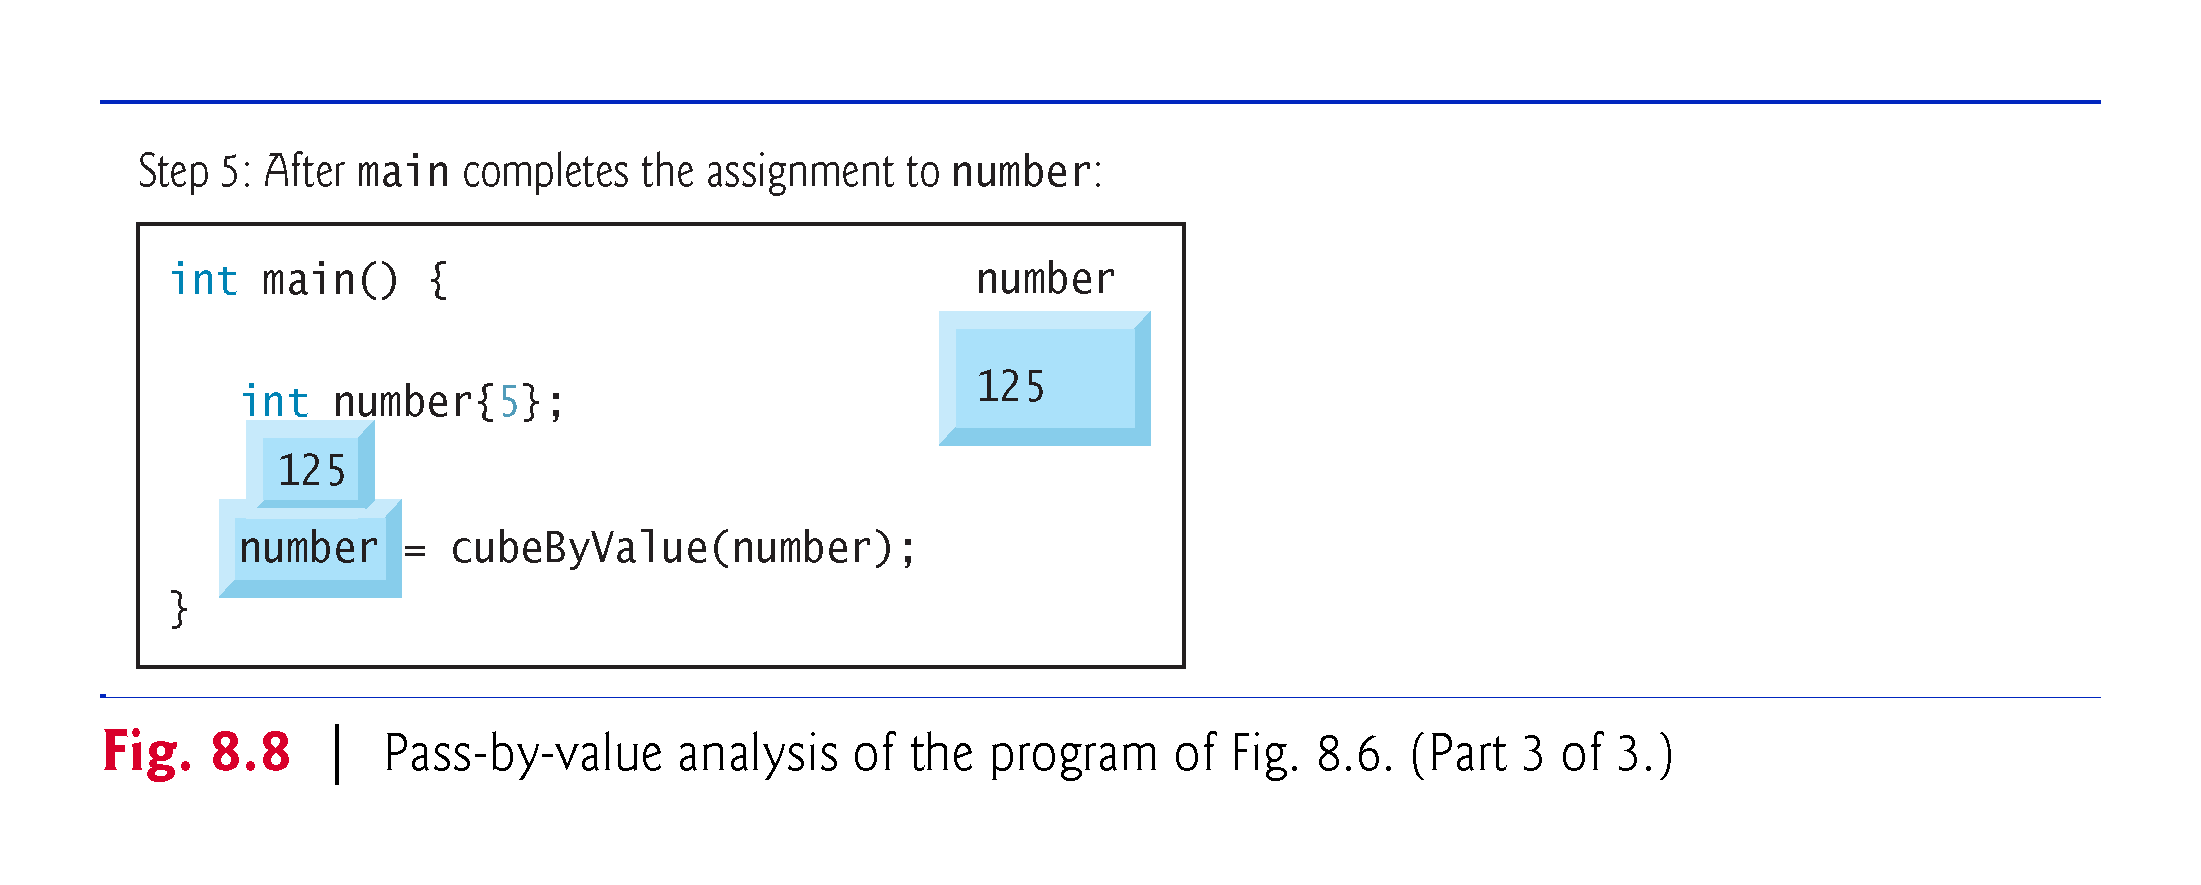 Step 5: After main completes the assignment to number:
int main() {
number
int number{5};
125
125
number = cubeByValue(number);
}
Fig. 8.8 | Pass-by-value analysis of the program of Fig. 8.6. (Part 3 of 3.)